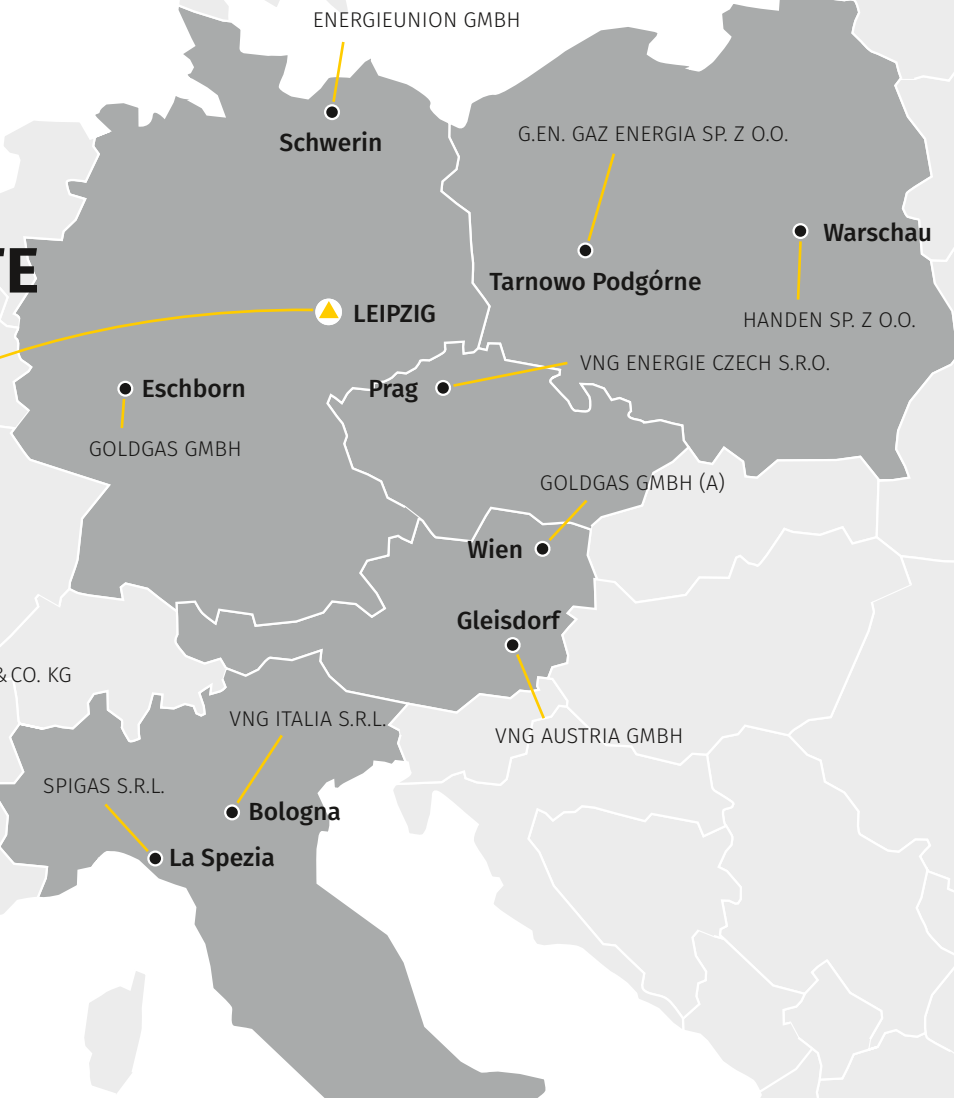 ENERGIEUNION GMBH
Schwerin
G.EN. GAZ ENERGIA SP. Z O.O.
Warschau
TE
Tarnowo Podgórne
LEIPZIG
HANDEN SP. Z O.O.
VNG ENERGIE CZECH S.R.O.
Eschborn
Prag
GOLDGAS GMBH
GOLDGAS GMBH (A)
Wien
Gleisdorf
& CO. KG
VNG ITALIA S.R.L.
VNG AUSTRIA GMBH
SPIGAS S.R.L.
Bologna
La Spezia